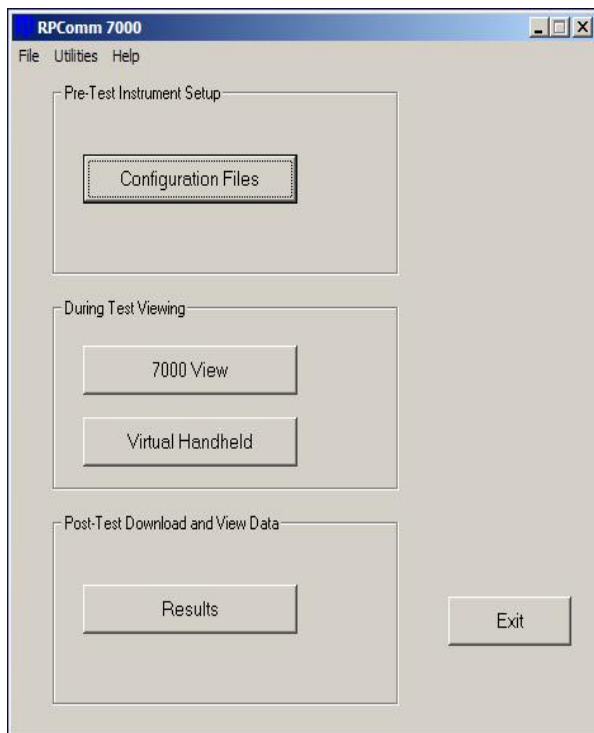 RPComm 7000
File Utilities Help
Pre-Test Instrument Setup
Configuration Files
During Test Viewing
7000 View
Virtual Handheld
Post-Test Download and View Data
Results
Exit